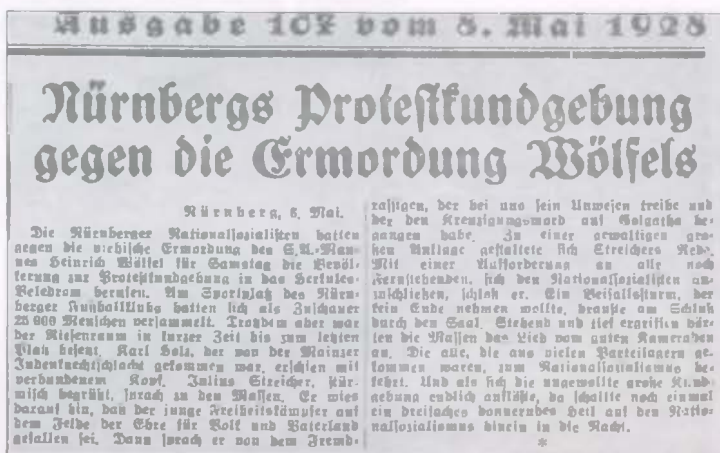 Ausgabe 107 vom 8. Mai 1928
Nürnbergs Protestkundgebung
gegen die Ermordung Wölfels
Nürnberg, 6. Mai.
Die Nürnberger Nationalsozialisten hatten
gegen die viehische Ermordung des S.A.-Man-
nes Heinrich Wölfel für Samstag die Bevöl-
kerung zur Protestkundgebung in das Herkules-
Velodrom berufen. Am Sportplatz des Nürn-
berger Fußballklubs hatten sich als Zuschauer
25 000 Menschen versammelt. Trotzdem aber war
der Riesenraum in kurzer Zeit bis zum letzten
Platz besetzt. Karl Holz, der von der Mainzer
Judenknechtschlacht gekommen war, erschien mit
verbundenem Kopf. Julius Streicher, stür-
misch begrüßt, sprach zu den Massen. Er wies
darauf hin, daß der junge Freiheitskämpfer auf
dem Felde der Ehre für Volk und Vaterland
gefallen sei. Dann sprach er von dem Fremd-
rassigen, der bei uns sein Unwesen treibe und
der den Kreuzigungsmord auf Golgatha be-
gangen habe. Zu einer gewaltigen gro-
ßen Anklage gestaltete sich Streichers Rede.
Mit einer Aufforderung an alle noch
Fernstehenden, sich den Nationalsozialisten an-
zuschließen, schloß er. Ein Beifallssturm, der
kein Ende nehmen wollte, brauste am Schluß
durch den Saal. Stehend und tief ergriffen hör-
ten die Massen das Lied vom guten Kameraden
an. Die alle, die aus vielen Parteilagern ge-
kommen waren, zum Nationalsozialismus be-
kehrt. Und als sich die ungewollte große Kund-
gebung endlich auflöste, da schallte noch einmal
ein dreifaches donnerndes Heil auf den Natio-
nalsozialismus hinein in die Nacht.
*